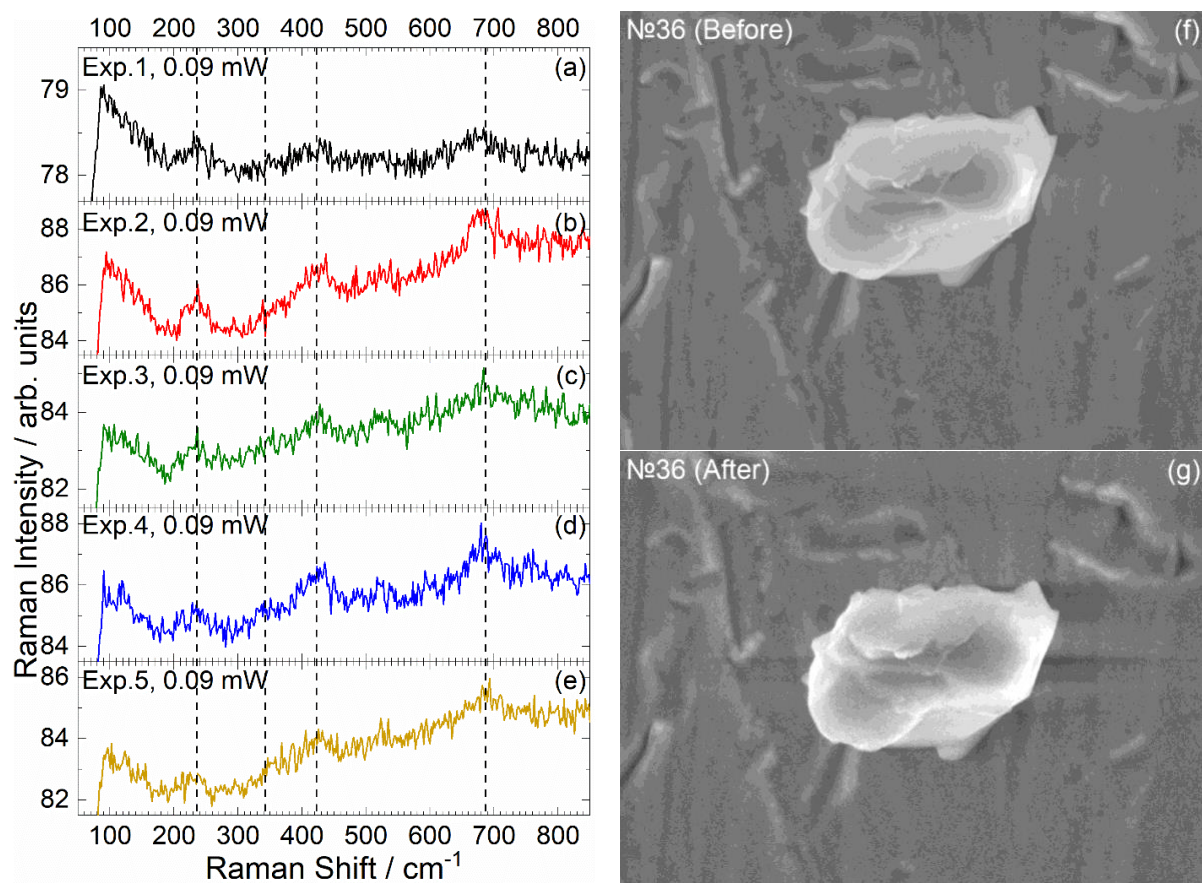 100 200 300 400 500 600 700 800
Exp.1, 0.09 mW (a)
79
78
Exp.2, 0.09 mW (b)
88
86
84
Exp.3, 0.09 mW (c)
84
82
Exp.4, 0.09 mW (d)
88
86
84
Exp.5, 0.09 mW (e)
86
84
82
100 200 300 400 500 600 700 800
Raman Shift / cm⁻¹
Raman Intensity / arb. units
№36 (Before) (f)
№36 (After) (g)